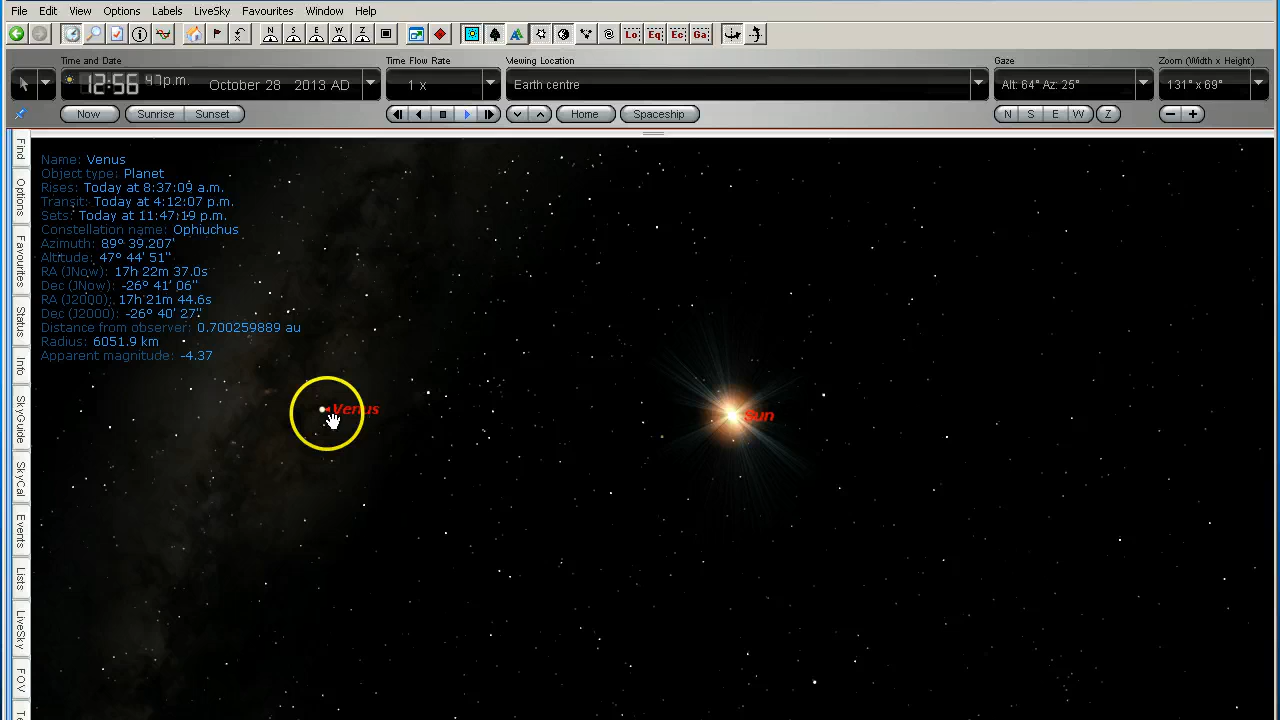 File Edit View Options Labels LiveSky Favourites Window Help
N S E W Z Lo Eq Ec Ga
Time and Date Time Flow Rate Viewing Location Gaze Zoom (Width x Height)
12:56 47 p.m. October 28 2013 AD 1 x Earth centre Alt: 64° Az: 25° 131° x 69°
Now Sunrise Sunset Home Spaceship N S E W Z
Find
Options
Favourites
Status
Info
SkyGuide
SkyCal
Events
Lists
LiveSky
FOV
Name: Venus
Object type: Planet
Rises: Today at 8:37:09 a.m.
Transit: Today at 4:12:07 p.m.
Sets: Today at 11:47:19 p.m.
Constellation name: Ophiuchus
Azimuth: 89° 39.207'
Altitude: 47° 44' 51"
RA (JNow): 17h 22m 37.0s
Dec (JNow): -26° 41' 06"
RA (J2000): 17h 21m 44.6s
Dec (J2000): -26° 40' 27"
Distance from observer: 0.700259889 au
Radius: 6051.9 km
Apparent magnitude: -4.37
Venus
Sun